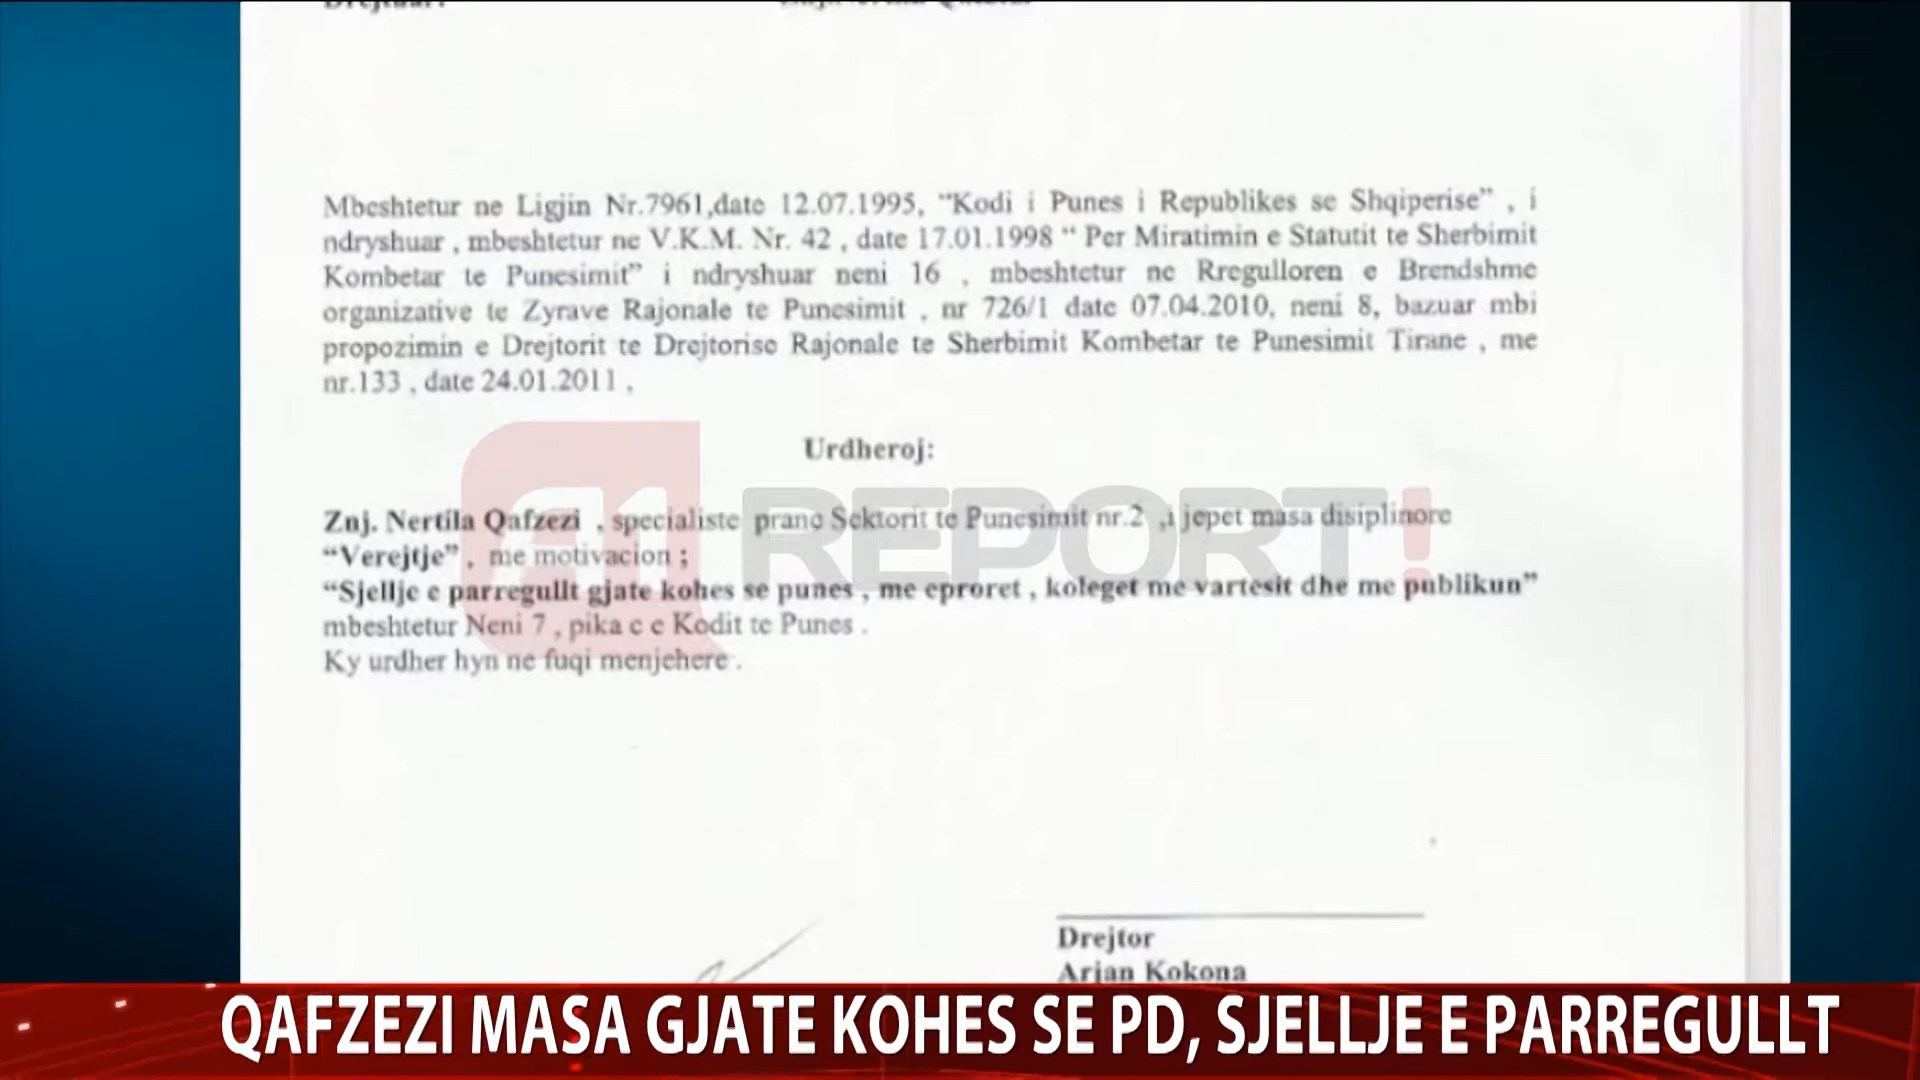 Mbeshtetur ne Ligjin Nr.7961,date 12.07.1995, “Kodi i Punes i Republikes se Shqiperise” , i
ndryshuar , mbeshtetur ne V.K.M. Nr. 42 , date 17.01.1998 “ Per Miratimin e Statutit te Sherbimit
Kombetar te Punesimit” i ndryshuar neni 16 , mbeshtetur ne Rregulloren e Brendshme
organizative te Zyrave Rajonale te Punesimit , nr 726/1 date 07.04.2010, neni 8, bazuar mbi
propozimin e Drejtorit te Drejtorise Rajonale te Sherbimit Kombetar te Punesimit Tirane , me
nr.133 , date 24.01.2011 ,
Urdheroj:
A1 REPORT!
Znj. Nertila Qafzezi , specialiste prane Sektorit te Punesimit nr.2 ,i jepet masa disiplinore
“Verejtje” , me motivacion ;
“Sjellje e parregullt gjate kohes se punes , me eproret , koleget me vartesit dhe me publikun”
mbeshtetur Neni 7 , pika c e Kodit te Punes .
Ky urdher hyn ne fuqi menjehere .
Drejtor
Arjan Kokona
QAFZEZI MASA GJATE KOHES SE PD, SJELLJE E PARREGULLT